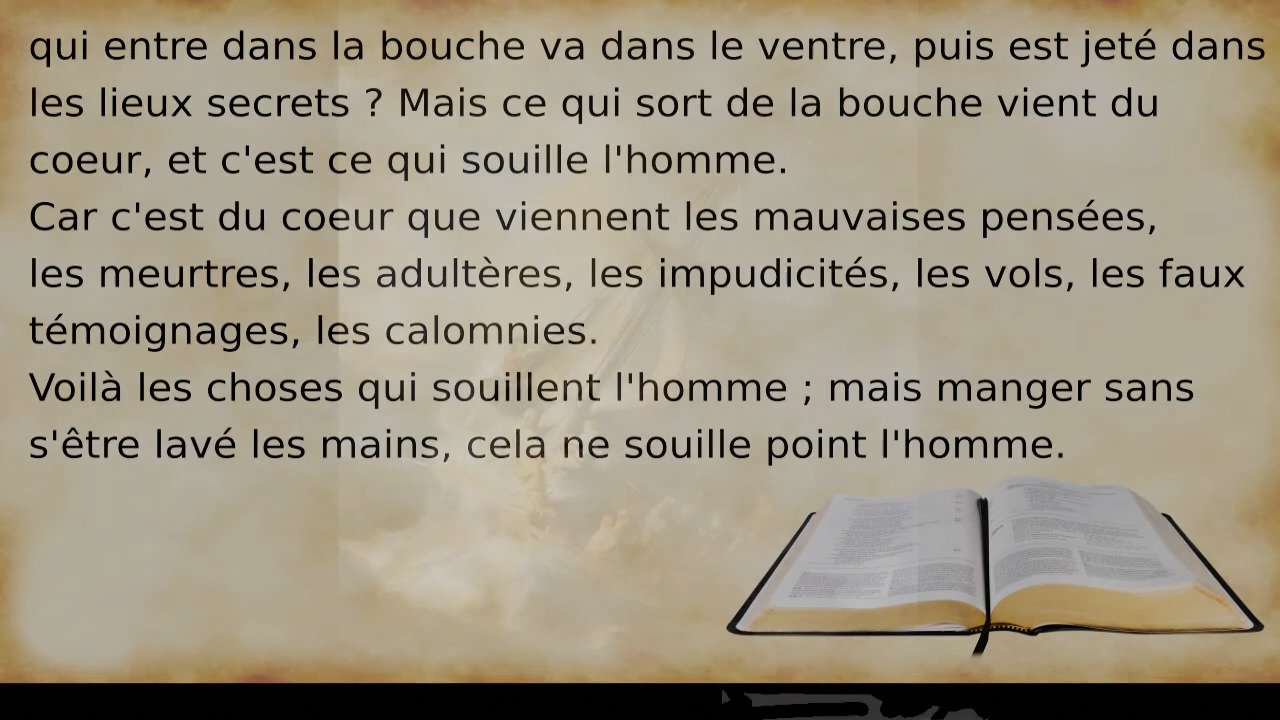 qui entre dans la bouche va dans le ventre, puis est jeté dans
les lieux secrets ? Mais ce qui sort de la bouche vient du
coeur, et c'est ce qui souille l'homme.
Car c'est du coeur que viennent les mauvaises pensées,
les meurtres, les adultères, les impudicités, les vols, les faux
témoignages, les calomnies.
Voilà les choses qui souillent l'homme ; mais manger sans
s'être lavé les mains, cela ne souille point l'homme.